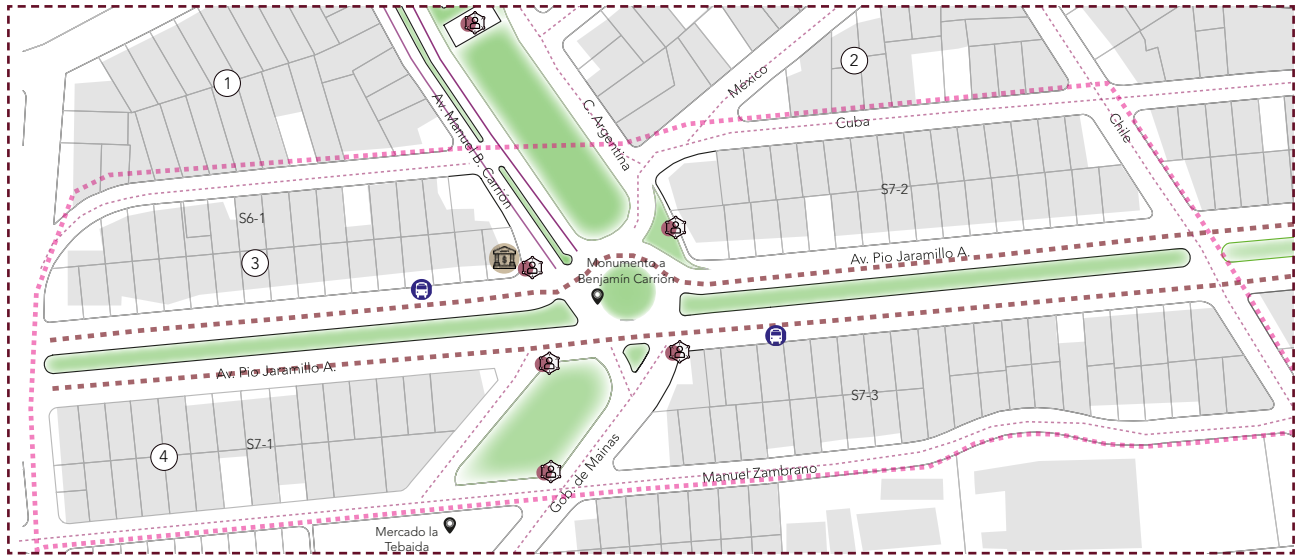 1
2
México
C. Argentina
Av. Manuel B. Carrión
Cuba
Chile
S7-2
S6-1
3
Av. Pio Jaramillo A.
Monumento a
Benjamín Carrión
Av. Pio Jaramillo A.
S7-3
S7-1
4
Gob. de Mainas
Manuel Zambrano
Mercado la
Tebaida